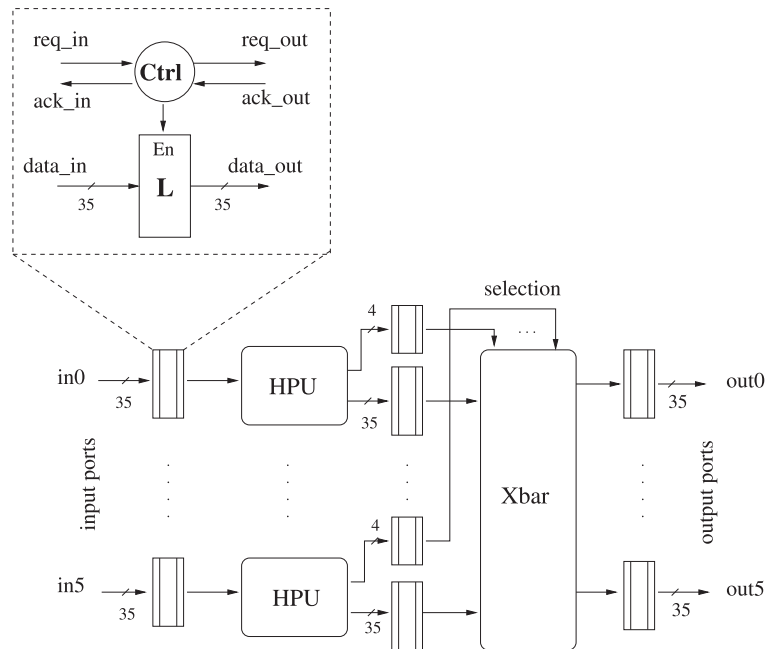 req_in
req_out
Ctrl
ack_in
ack_out
En
data_in
data_out
L
35
35
selection
4
...
in0
HPU
out0
35
35
35
input ports
output ports
Xbar
4
in5
HPU
out5
35
35
35